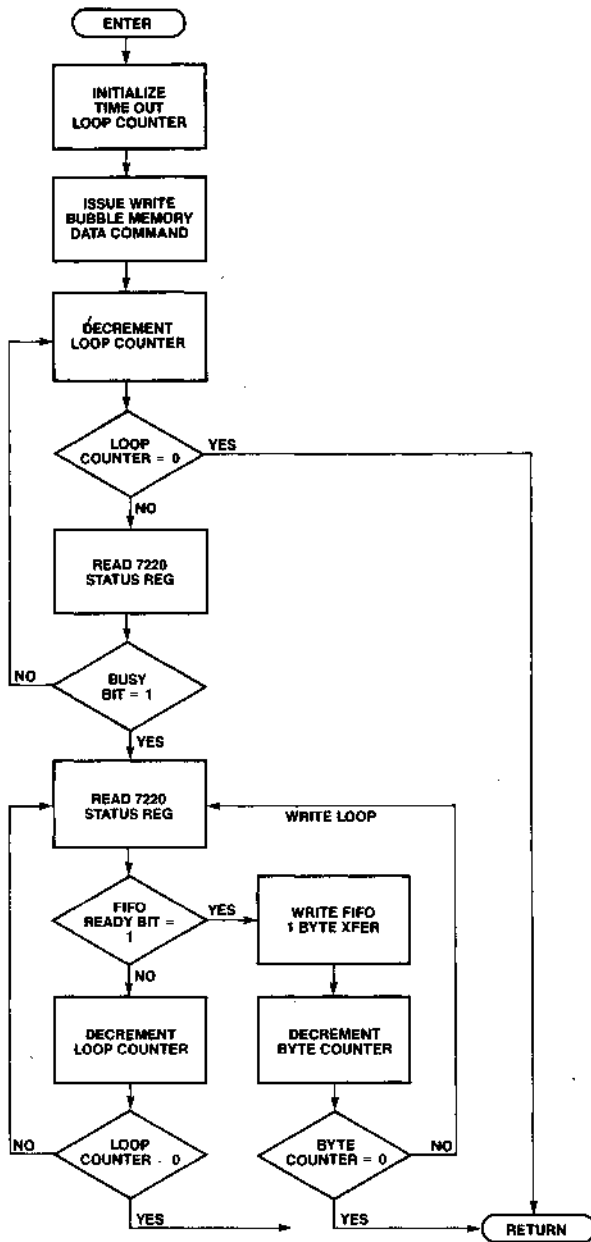 ENTER
INITIALIZE
TIME OUT
LOOP COUNTER
ISSUE WRITE
BUBBLE MEMORY
DATA COMMAND
DECREMENT
LOOP COUNTER
LOOP
COUNTER = 0
YES
NO
READ 7220
STATUS REG
BUSY
BIT = 1
NO
YES
READ 7220
STATUS REG
WRITE LOOP
FIFO
READY BIT =
1
YES
NO
WRITE FIFO
1 BYTE XFER
DECREMENT
LOOP COUNTER
DECREMENT
BYTE COUNTER
LOOP
COUNTER - 0
NO
YES
BYTE
COUNTER = 0
NO
YES
RETURN